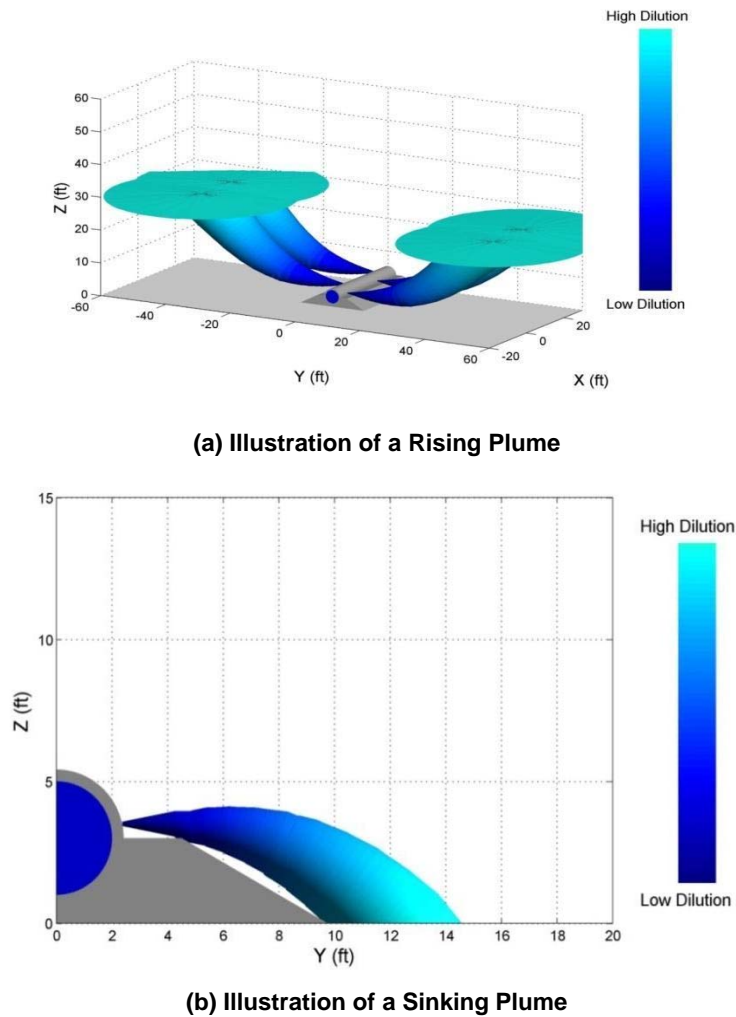 High Dilution
Low Dilution
60
50
40
30
20
10
0
Z (ft)
-60
-40
-20
0
20
40
60
Y (ft)
-20
0
20
X (ft)
(a) Illustration of a Rising Plume
15
10
5
0
Z (ft)
0 2 4 6 8 10 12 14 16 18 20
Y (ft)
High Dilution
Low Dilution
(b) Illustration of a Sinking Plume